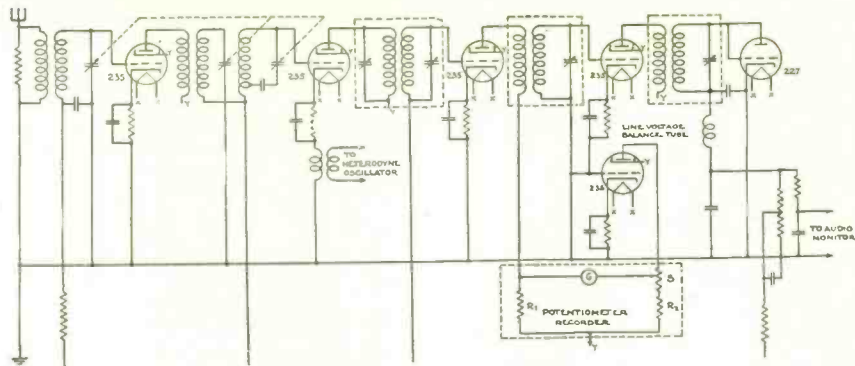 235
Y
Y
235
Y
X X
X X
TO
HETERODYNE
OSCILLATOR
Y
235
Y
X X
Y
235
Y
X X
Y
227
X X
LINE VOLTAGE
BALANCE TUBE
Y
X X
TO AUDIO
MONITOR
G
S
R1
R2
POTENTIOMETER
RECORDER
Y